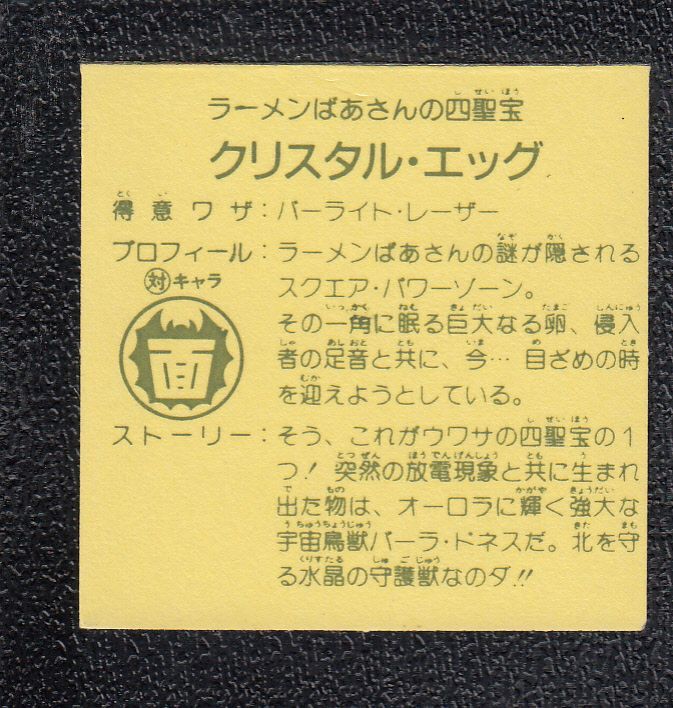 ラーメンばあさんの四聖宝
クリスタル・エッグ
得意ワザ：パーライト・レーザー
プロフィール：ラーメンばあさんの謎が隠される
対キャラ
スクエア・パワーゾーン。
その一角に眠る巨大なる卵、侵入
者の足音と共に、今…目ざめの時
を迎えようとしている。
ストーリー：そう、これがウワサの四聖宝の1
つ！突然の放電現象と共に生まれ
出た物は、オーロラに輝く強大な
宇宙鳥獣パーラ・ドネスだ。北を守
る水晶の守護獣なのダ!!